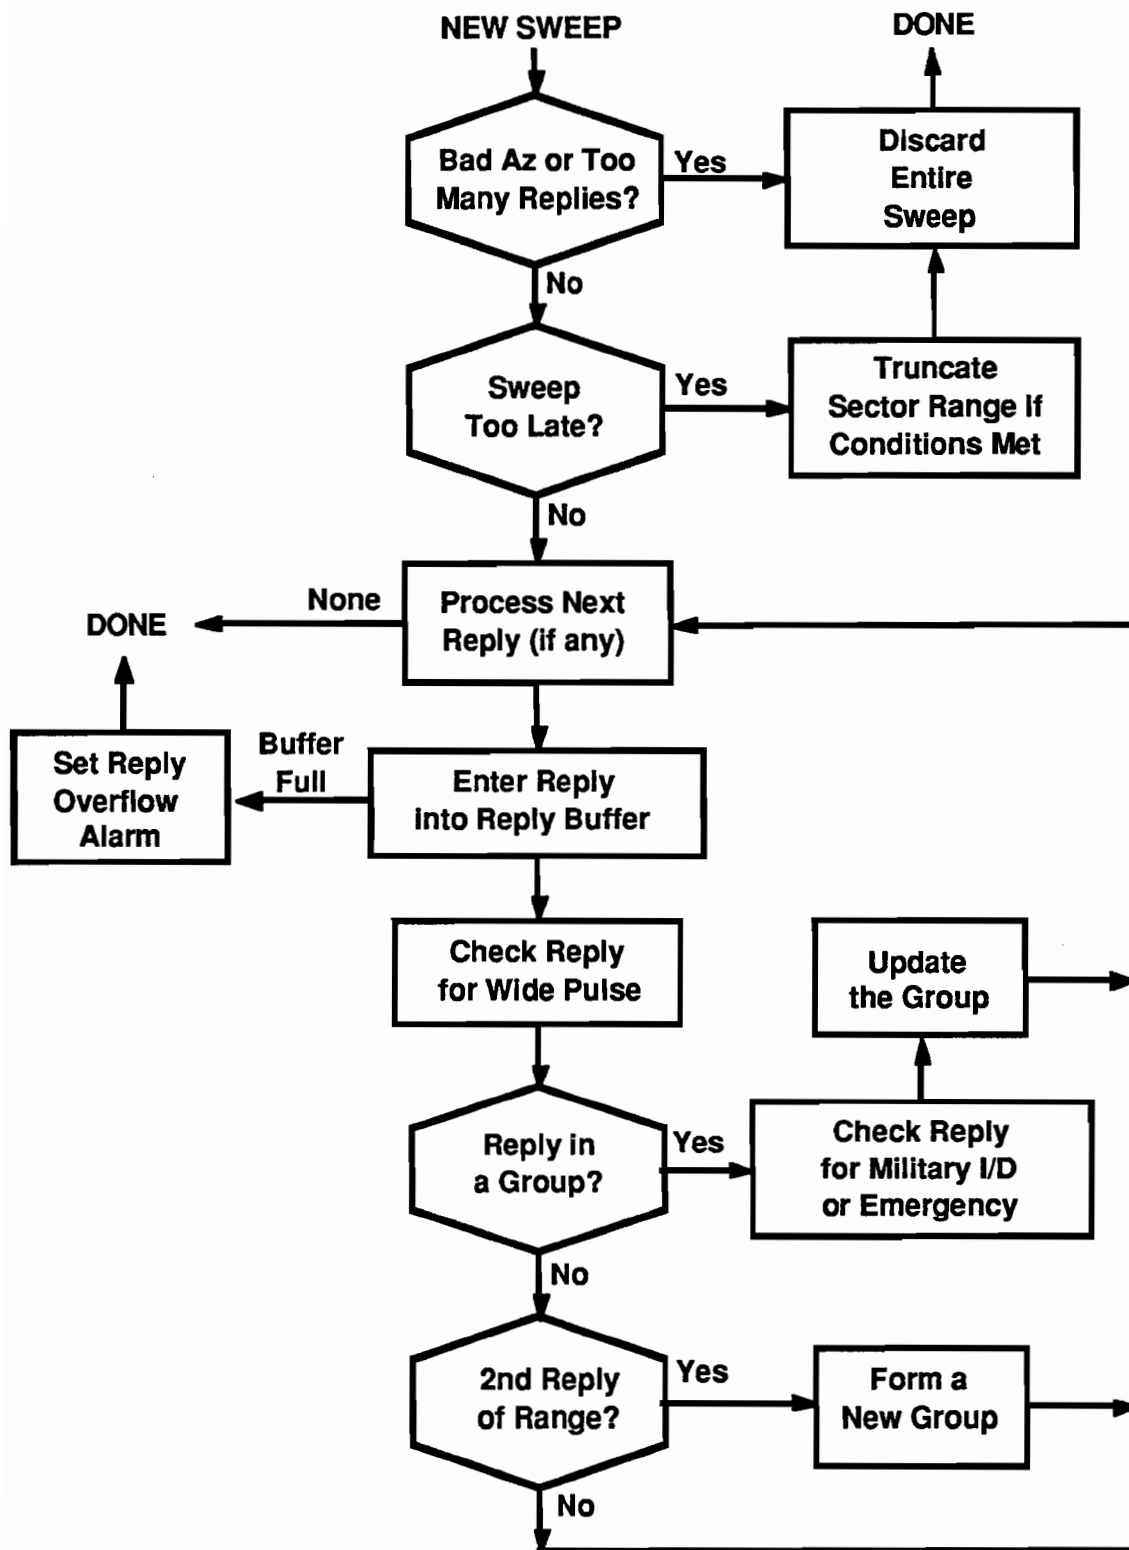 NEW SWEEP
DONE
Bad Az or Too
Many Replies?
Yes
Discard
Entire
Sweep
No
Sweep
Too Late?
Yes
Truncate
Sector Range if
Conditions Met
No
None
Process Next
Reply (if any)
DONE
Set Reply
Overflow
Alarm
Buffer
Full
Enter Reply
into Reply Buffer
Check Reply
for Wide Pulse
Update
the Group
Reply in
a Group?
Yes
Check Reply
for Military I/D
or Emergency
No
2nd Reply
of Range?
Yes
Form a
New Group
No